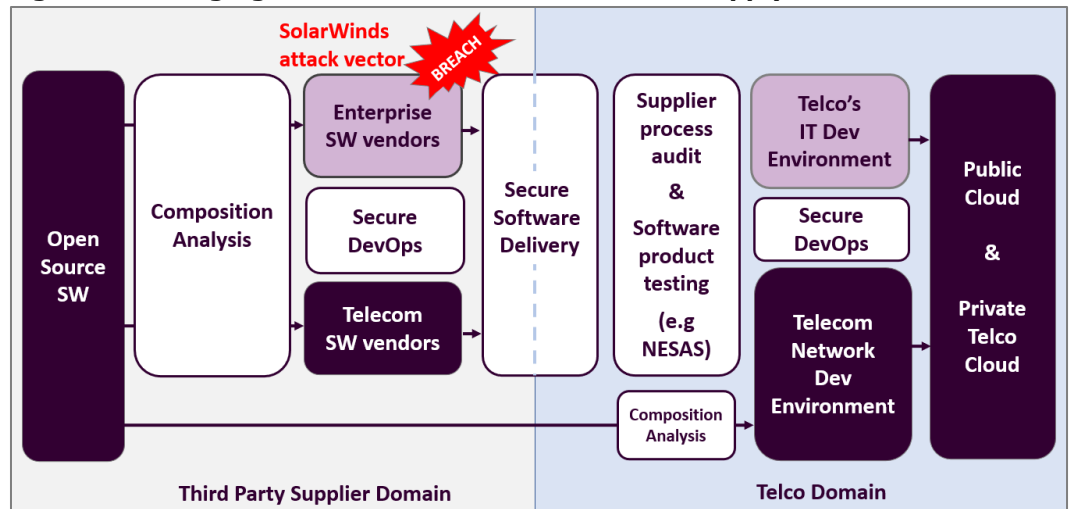 SolarWinds
attack vector
BREACH
Open
Source
SW
Composition
Analysis
Enterprise
SW vendors
Secure
DevOps
Telecom
SW vendors
Secure
Software
Delivery
Supplier
process
audit
&
Software
product
testing
(e.g
NESAS)
Composition
Analysis
Telco's
IT Dev
Environment
Secure
DevOps
Telecom
Network
Dev
Environment
Public
Cloud
&
Private
Telco
Cloud
Third Party Supplier Domain
Telco Domain